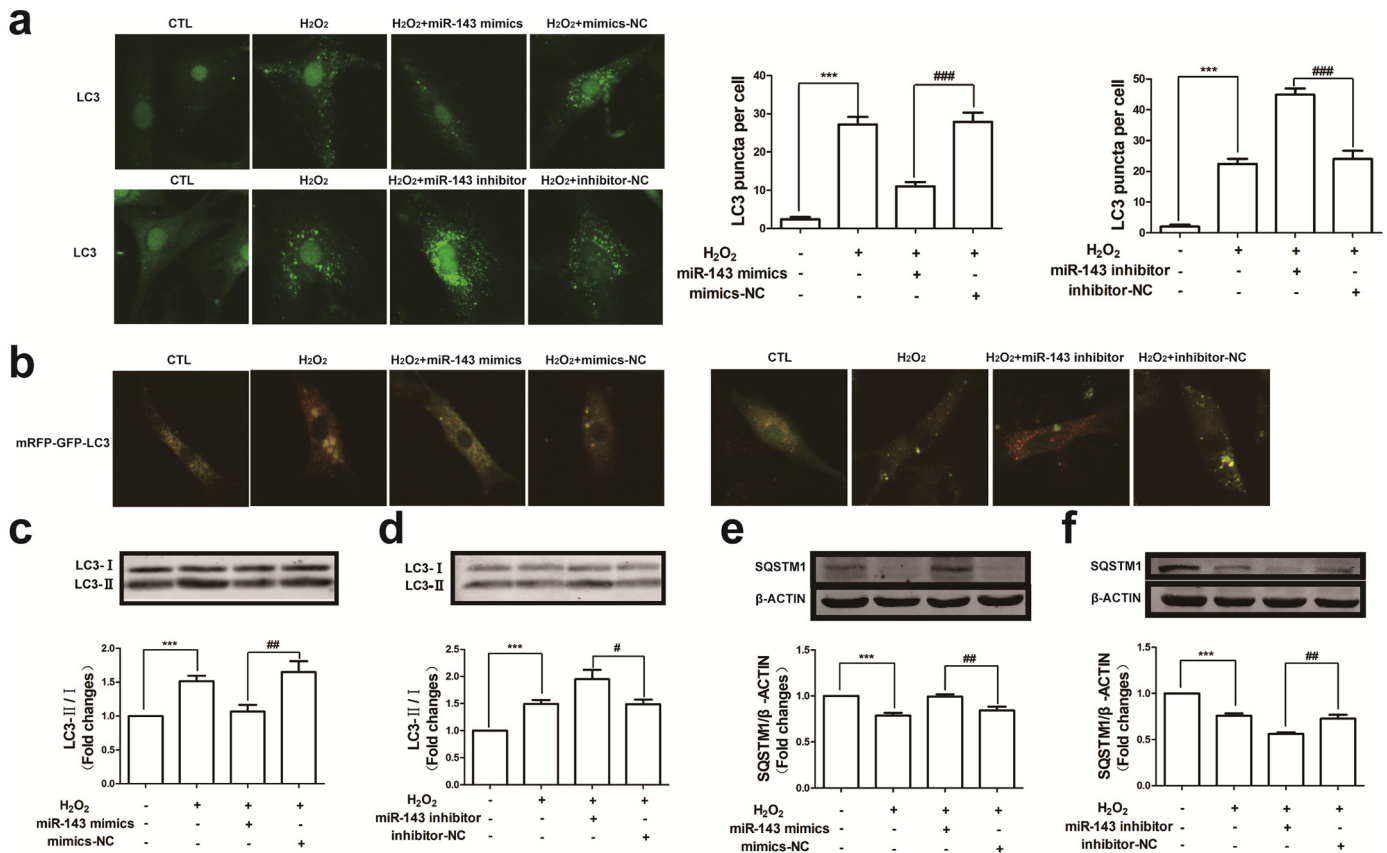 a
CTL H2O2 H2O2+miR-143 mimics H2O2+mimics-NC
LC3
CTL H2O2 H2O2+miR-143 inhibitor H2O2+inhibitor-NC
LC3
LC3 puncta per cell
40
30
20
10
0
*** ###
H2O2 - + + +
miR-143 mimics - - + -
mimics-NC - - - +
LC3 puncta per cell
50
40
30
20
10
0
*** ###
H2O2 - + + +
miR-143 inhibitor - - + -
inhibitor-NC - - - +
b
CTL H2O2 H2O2+miR-143 mimics H2O2+mimics-NC
mRFP-GFP-LC3
CTL H2O2 H2O2+miR-143 inhibitor H2O2+inhibitor-NC
c
LC3-Ⅰ
LC3-Ⅱ
LC3-Ⅱ/Ⅰ
(Fold changes)
2.0
1.5
1.0
0.5
0.0
*** ##
H2O2 - + + +
miR-143 mimics - - + -
mimics-NC - - - +
d
LC3-Ⅰ
LC3-Ⅱ
LC3-Ⅱ/Ⅰ
(Fold changes)
2.5
2.0
1.5
1.0
0.5
0.0
*** #
H2O2 - + + +
miR-143 inhibitor - - + -
inhibitor-NC - - - +
e
SQSTM1
β-ACTIN
SQSTM1/β-ACTIN
(Fold changes)
1.5
1.0
0.5
0.0
*** ##
H2O2 - + + +
miR-143 mimics - - + -
mimics-NC - - - +
f
SQSTM1
β-ACTIN
SQSTM1/β-ACTIN
(Fold changes)
1.5
1.0
0.5
0.0
*** ##
H2O2 - + + +
miR-143 inhibitor - - + -
inhibitor-NC - - - +